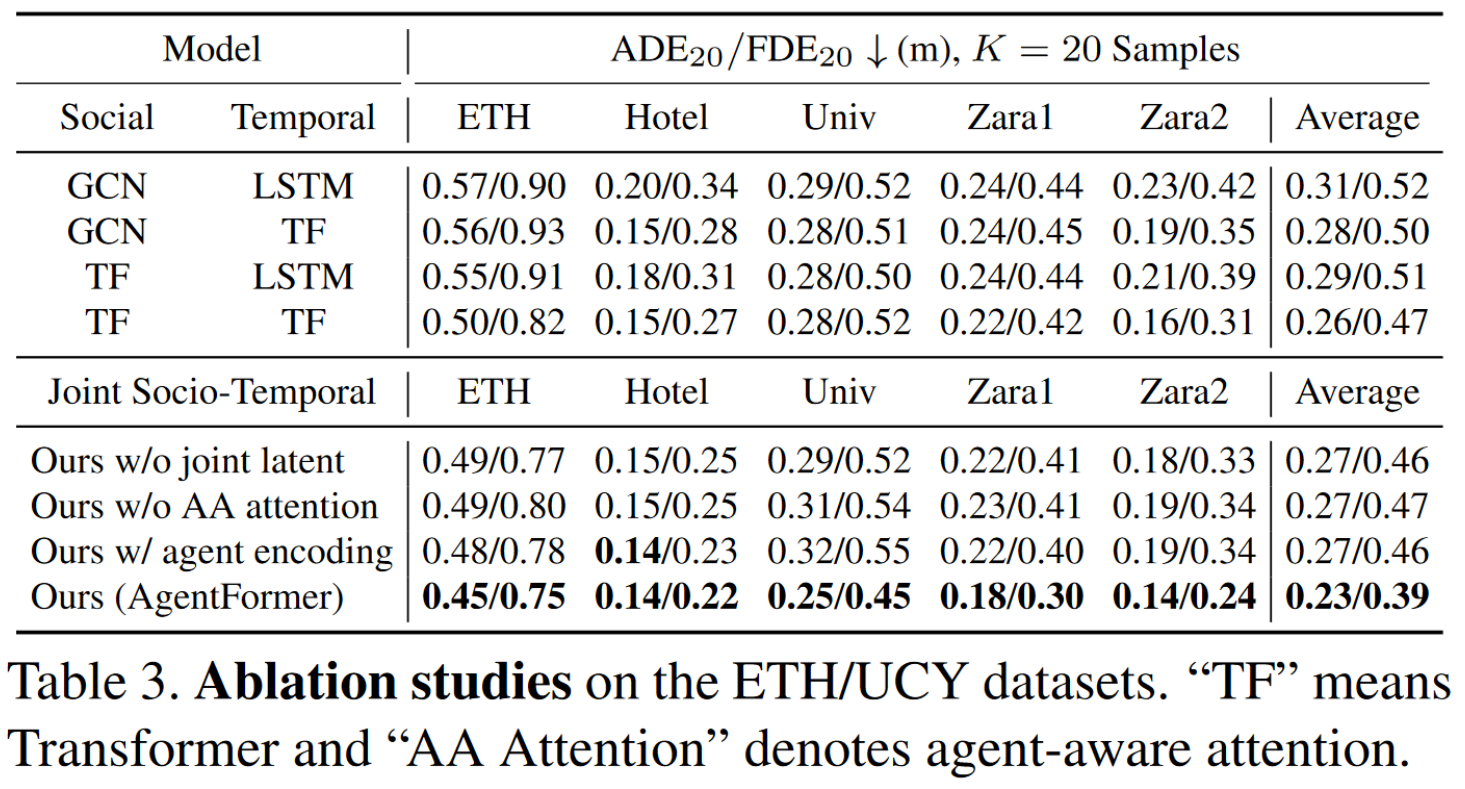 Model ADE20/FDE20 ↓ (m), K = 20 Samples
Social Temporal ETH Hotel Univ Zara1 Zara2 Average
GCN LSTM 0.57/0.90 0.20/0.34 0.29/0.52 0.24/0.44 0.23/0.42 0.31/0.52
GCN TF 0.56/0.93 0.15/0.28 0.28/0.51 0.24/0.45 0.19/0.35 0.28/0.50
TF LSTM 0.55/0.91 0.18/0.31 0.28/0.50 0.24/0.44 0.21/0.39 0.29/0.51
TF TF 0.50/0.82 0.15/0.27 0.28/0.52 0.22/0.42 0.16/0.31 0.26/0.47
Joint Socio-Temporal ETH Hotel Univ Zara1 Zara2 Average
Ours w/o joint latent 0.49/0.77 0.15/0.25 0.29/0.52 0.22/0.41 0.18/0.33 0.27/0.46
Ours w/o AA attention 0.49/0.80 0.15/0.25 0.31/0.54 0.23/0.41 0.19/0.34 0.27/0.47
Ours w/ agent encoding 0.48/0.78 0.14/0.23 0.32/0.55 0.22/0.40 0.19/0.34 0.27/0.46
Ours (AgentFormer) 0.45/0.75 0.14/0.22 0.25/0.45 0.18/0.30 0.14/0.24 0.23/0.39
Table 3. Ablation studies on the ETH/UCY datasets. “TF” means
Transformer and “AA Attention” denotes agent-aware attention.